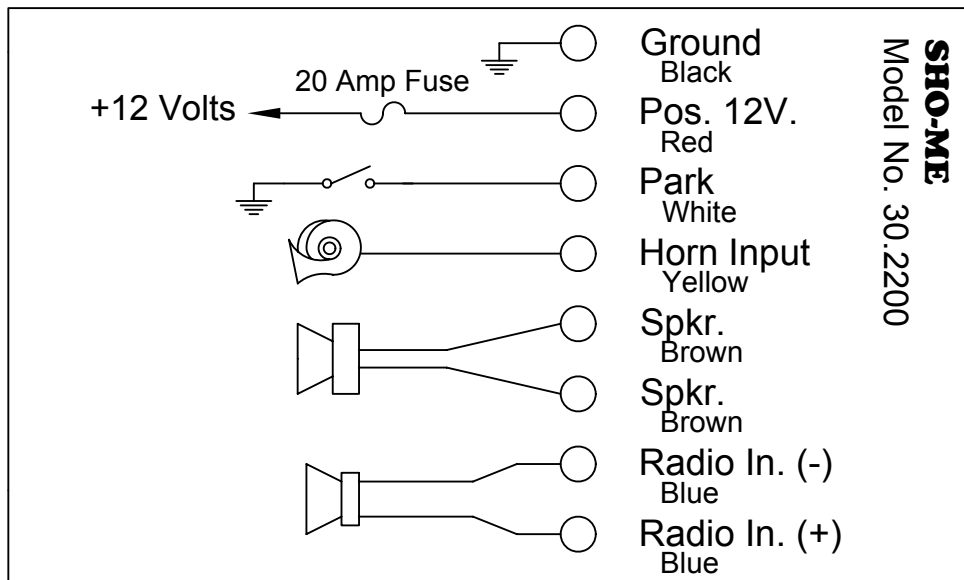 Ground
Black
20 Amp Fuse
+12 Volts
Pos. 12V.
Red
Park
White
Horn Input
Yellow
Spkr.
Brown
Spkr.
Brown
Radio In. (-)
Blue
Radio In. (+)
Blue
SHO-ME
Model No. 30.2200